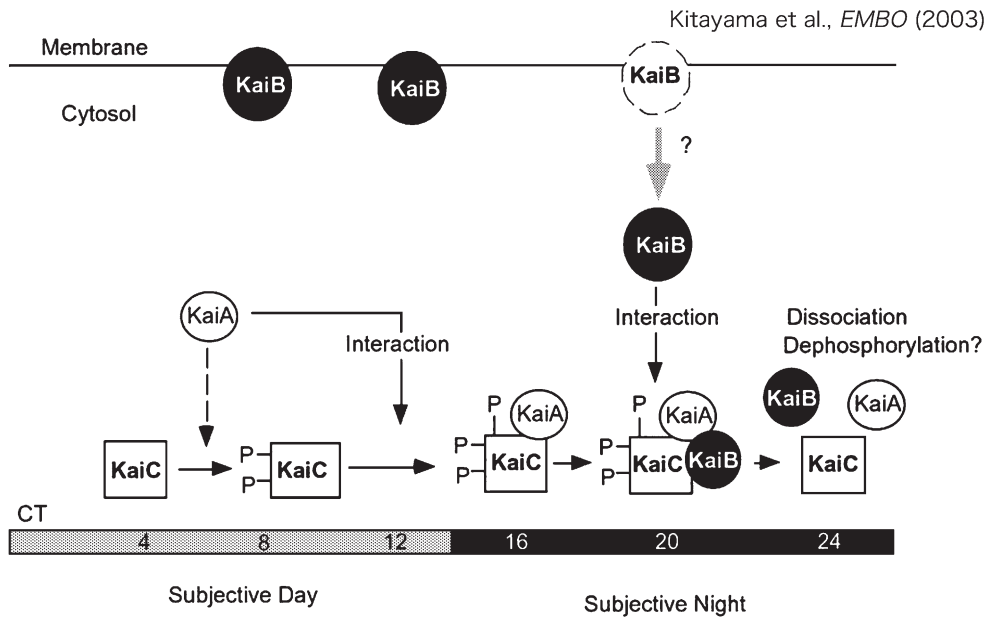 Kitayama et al., EMBO (2003)
Membrane
KaiB
KaiB
KaiB
Cytosol
?
KaiB
KaiA
Interaction
Interaction
Dissociation
Dephosphorylation?
KaiB
KaiA
P
KaiA
P
KaiA
KaiC
P
P
KaiC
P
P
KaiC
P
P
KaiC
KaiB
KaiC
CT
4 8 12 16 20 24
Subjective Day
Subjective Night